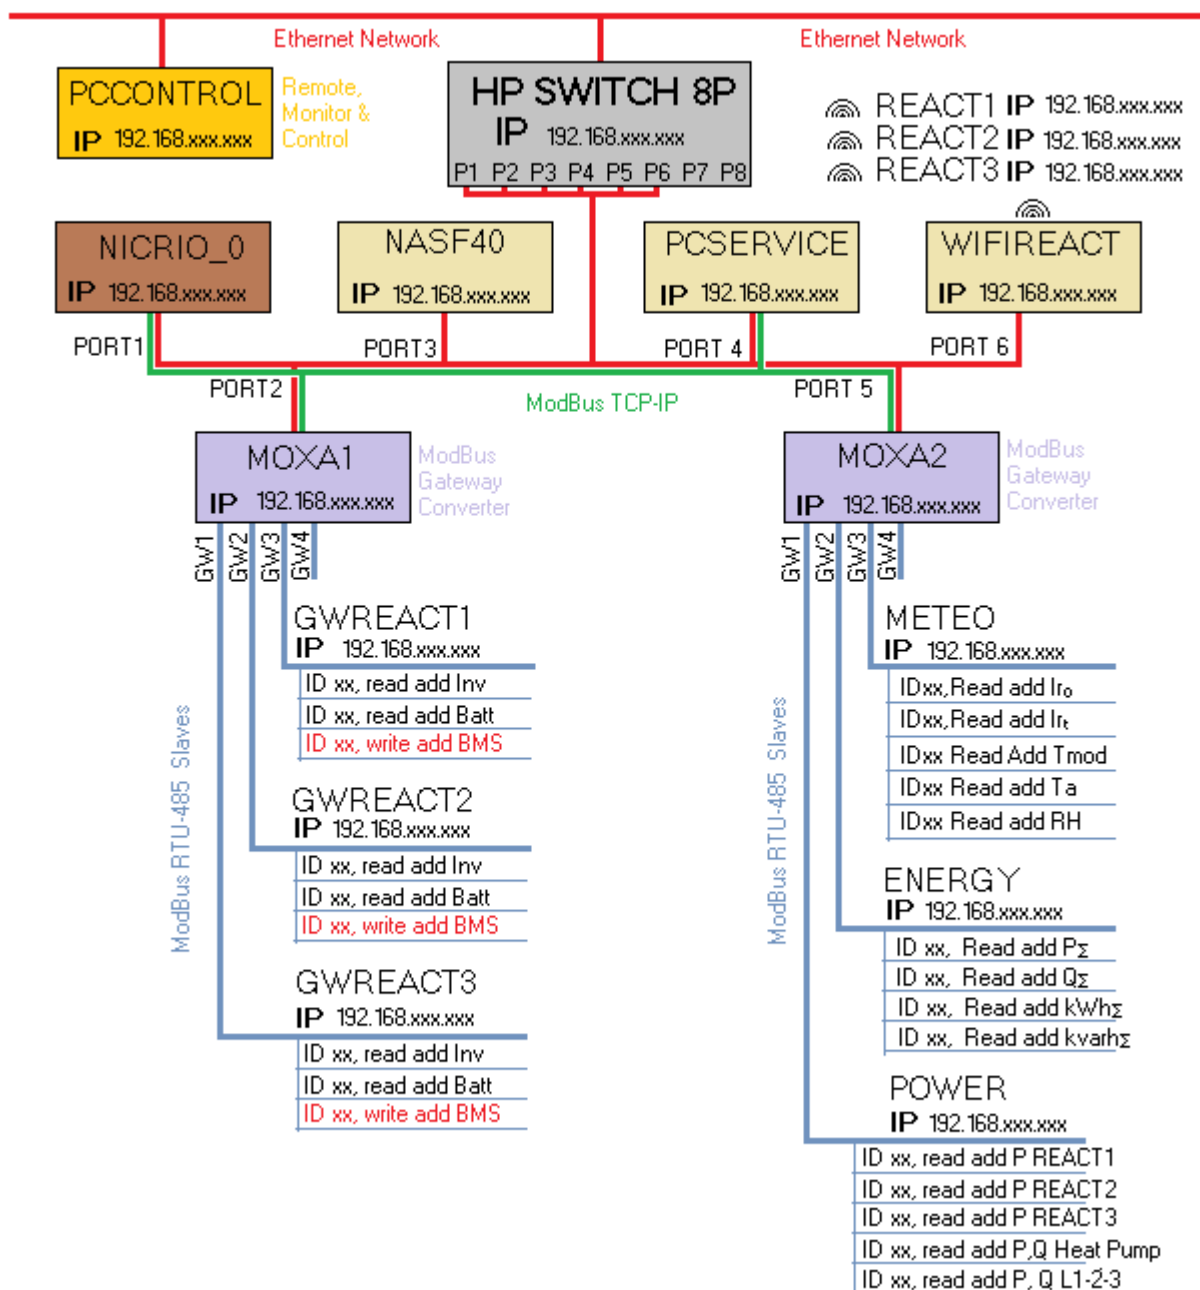 Ethernet Network
Ethernet Network
PCCONTROL
IP 192.168.xxx.xxx
Remote,
Monitor &
Control
HP SWITCH 8P
IP 192.168.xxx.xxx
P1 P2 P3 P4 P5 P6 P7 P8
REACT1 IP 192.168.xxx.xxx
REACT2 IP 192.168.xxx.xxx
REACT3 IP 192.168.xxx.xxx
NICRIO_0
IP 192.168.xxx.xxx
NASF40
IP 192.168.xxx.xxx
PCSERVICE
IP 192.168.xxx.xxx
WIFIREACT
IP 192.168.xxx.xxx
PORT1
PORT3
PORT 4
PORT 6
PORT2
PORT 5
ModBus TCP-IP
MOXA1
IP 192.168.xxx.xxx
ModBus
Gateway
Converter
MOXA2
IP 192.168.xxx.xxx
ModBus
Gateway
Converter
GW1
GW2
GW3
GW4
GW1
GW2
GW3
GW4
ModBus RTU-485 Slaves
GWREACT1
IP 192.168.xxx.xxx
ID xx, read add Inv
ID xx, read add Batt
ID xx, write add BMS
GWREACT2
IP 192.168.xxx.xxx
ID xx, read add Inv
ID xx, read add Batt
ID xx, write add BMS
GWREACT3
IP 192.168.xxx.xxx
ID xx, read add Inv
ID xx, read add Batt
ID xx, write add BMS
ModBus RTU-485 Slaves
METEO
IP 192.168.xxx.xxx
IDxx,Read add Iro
IDxx,Read add Irt
IDxx Read Add Tmod
IDxx Read add Ta
IDxx Read add RH
ENERGY
IP 192.168.xxx.xxx
ID xx, Read add PΣ
ID xx, Read add QΣ
ID xx, Read add kWhΣ
ID xx, Read add kvarhΣ
POWER
IP 192.168.xxx.xxx
ID xx, read add P REACT1
ID xx, read add P REACT2
ID xx, read add P REACT3
ID xx, read add P,Q Heat Pump
ID xx, read add P, Q L1-2-3